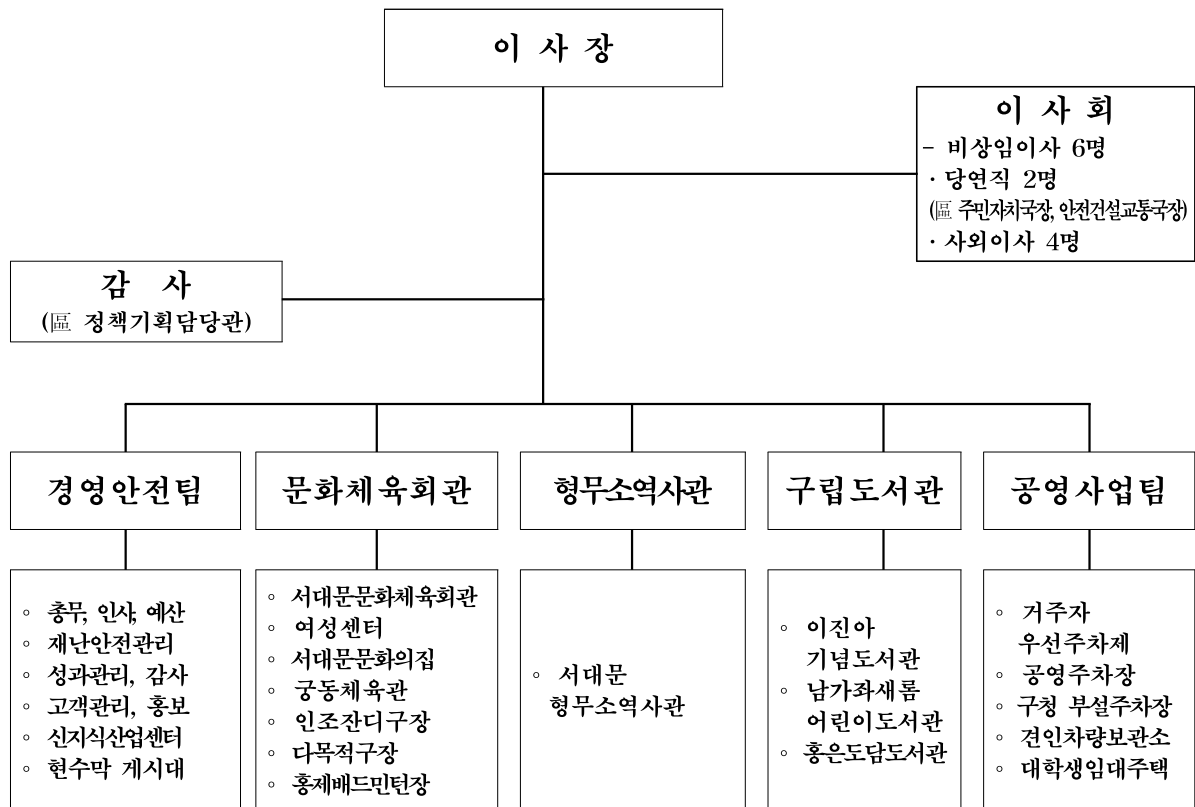 이 사 장
이 사 회
- 비상임이사 6명
· 당연직 2명
(區 주민자치국장, 안전건설교통국장)
· 사외이사 4명
감 사
(區 정책기획담당관)
경영안전팀
문화체육회관
형무소역사관
구립도서관
공영사업팀
◦ 총무, 인사, 예산
◦ 재난안전관리
◦ 성과관리, 감사
◦ 고객관리, 홍보
◦ 신지식산업센터
◦ 현수막 게시대
◦ 서대문문화체육회관
◦ 여성센터
◦ 서대문문화의집
◦ 궁동체육관
◦ 인조잔디구장
◦ 다목적구장
◦ 홍제배드민턴장
◦ 서대문
형무소역사관
◦ 이진아
기념도서관
◦ 남가좌새롬
어린이도서관
◦ 홍은도담도서관
◦ 거주자
우선주차제
◦ 공영주차장
◦ 구청 부설주차장
◦ 견인차량보관소
◦ 대학생임대주택